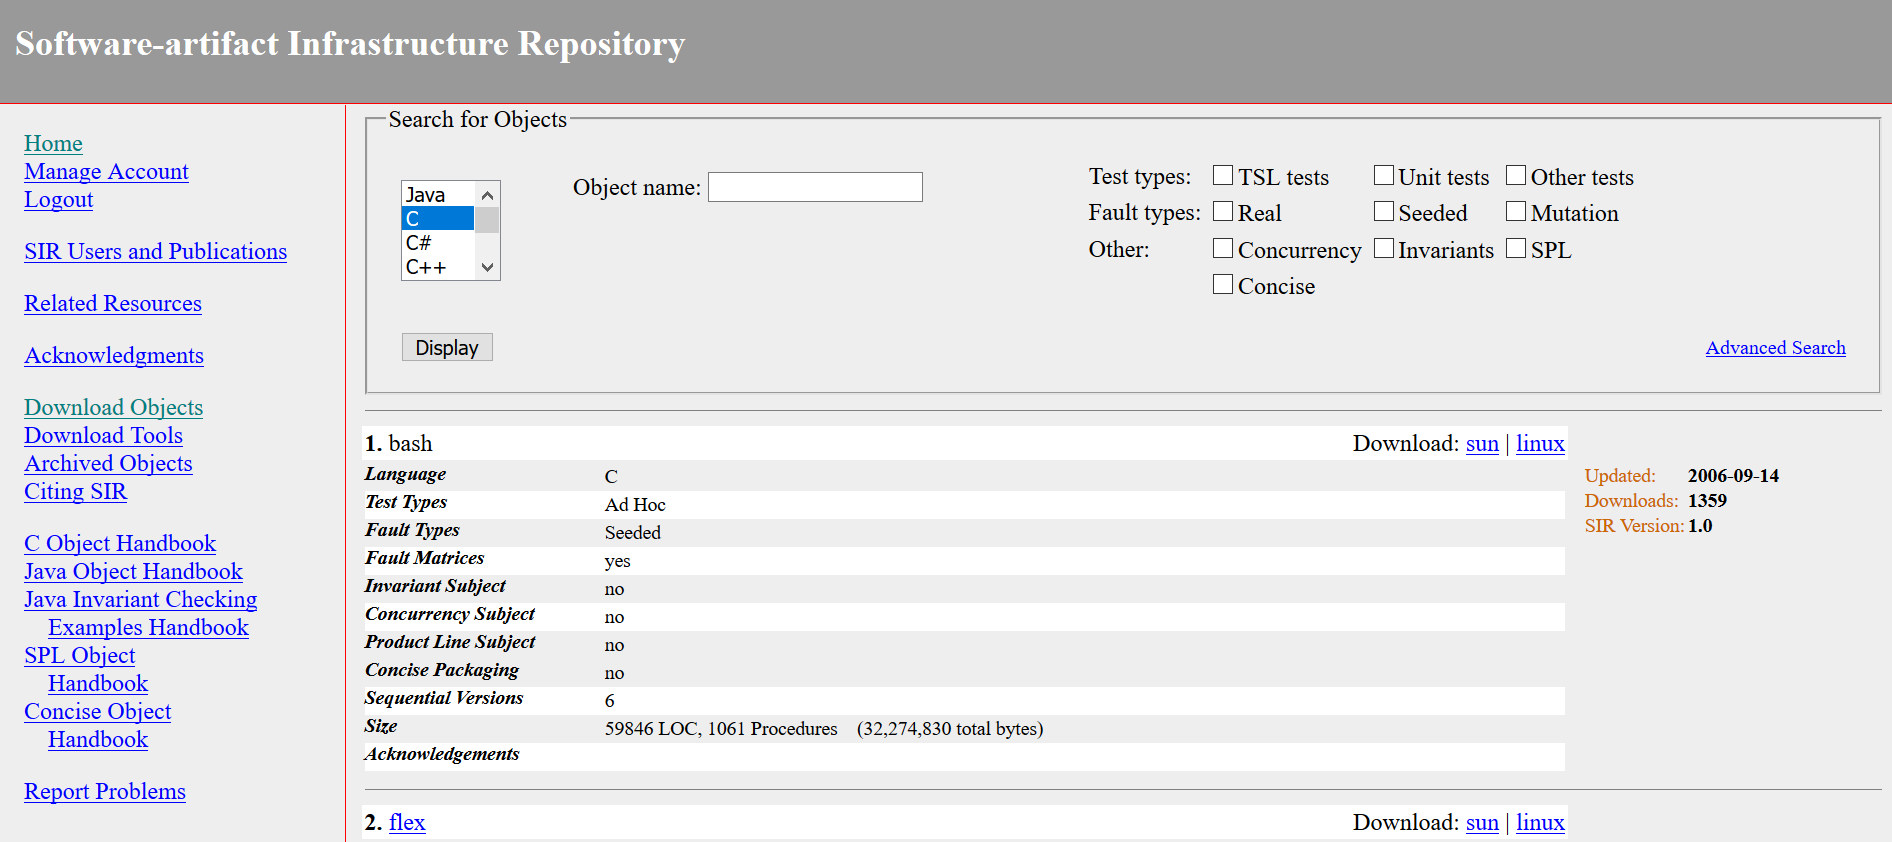 Software-artifact Infrastructure Repository
Home
Manage Account
Logout
SIR Users and Publications
Related Resources
Acknowledgments
Download Objects
Download Tools
Archived Objects
Citing SIR
C Object Handbook
Java Object Handbook
Java Invariant Checking
Examples Handbook
SPL Object
Handbook
Concise Object
Handbook
Report Problems
Search for Objects
Java
C
C#
C++
Object name:
Test types: TSL tests Unit tests Other tests
Fault types: Real Seeded Mutation
Other: Concurrency Invariants SPL
Concise
Display
Advanced Search
1. bash Download: sun | linux
Language C
Test Types Ad Hoc
Fault Types Seeded
Fault Matrices yes
Invariant Subject no
Concurrency Subject no
Product Line Subject no
Concise Packaging no
Sequential Versions 6
Size 59846 LOC, 1061 Procedures (32,274,830 total bytes)
Acknowledgements
Updated: 2006-09-14
Downloads: 1359
SIR Version: 1.0
2. flex Download: sun | linux